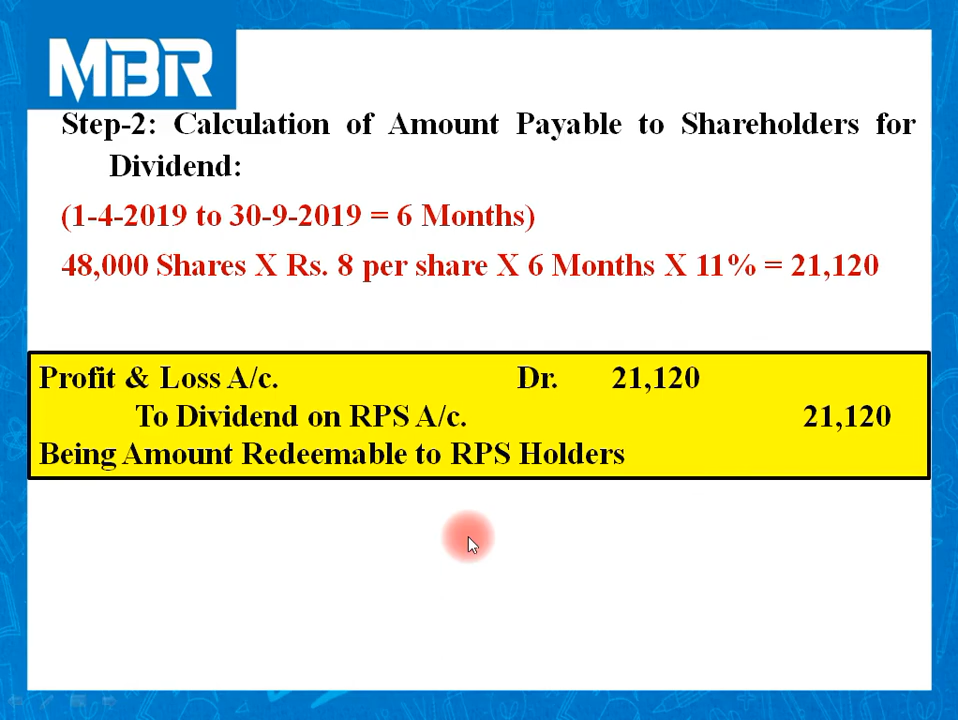 MBR
Step-2: Calculation of Amount Payable to Shareholders for
Dividend:
(1-4-2019 to 30-9-2019 = 6 Months)
48,000 Shares X Rs. 8 per share X 6 Months X 11% = 21,120
Profit & Loss A/c. Dr. 21,120
To Dividend on RPS A/c. 21,120
Being Amount Redeemable to RPS Holders